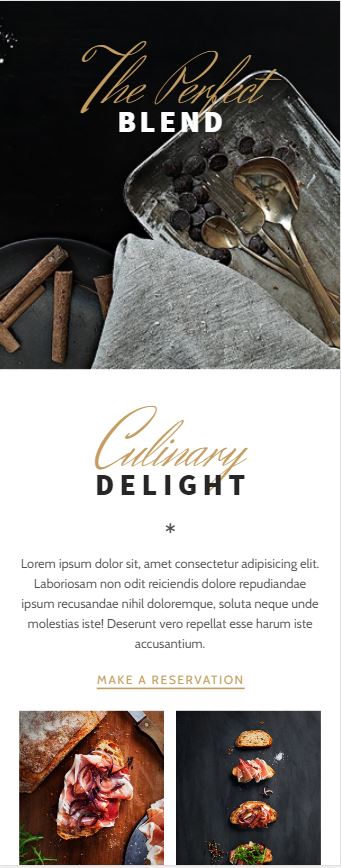 The Perfect
BLEND
Culinary
DELIGHT
*
Lorem ipsum dolor sit, amet consectetur adipisicing elit.
Laboriosam non odit reiciendis dolore repudiandae
ipsum recusandae nihil doloremque, soluta neque unde
molestias iste! Deserunt vero repellat esse harum iste
accusantium.
MAKE A RESERVATION